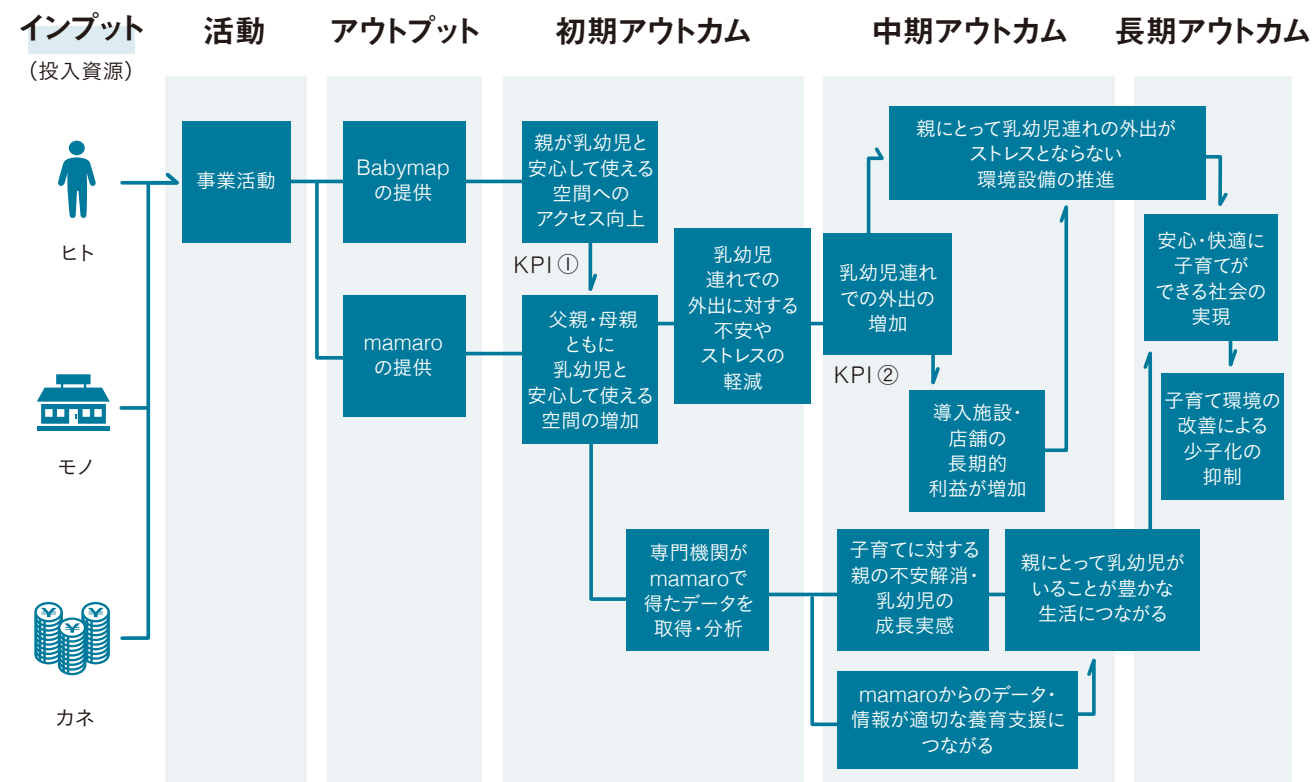 インプット
（投入資源）
活動
アウトプット
初期アウトカム
中期アウトカム
長期アウトカム
ヒト
モノ
カネ
事業活動
Babymap
の提供
mamaro
の提供
親が乳幼児と
安心して使える
空間への
アクセス向上
KPI①
父親・母親
ともに
乳幼児と
安心して使える
空間の増加
乳幼児
連れでの
外出に対する
不安や
ストレスの
軽減
専門機関が
mamaroで
得たデータを
取得・分析
親にとって乳幼児連れの外出が
ストレスとならない
環境設備の推進
乳幼児連れ
での外出の
増加
KPI②
導入施設・
店舗の
長期的
利益が増加
子育てに対する
親の不安解消・
乳幼児の
成長実感
親にとって乳幼児が
いることが豊かな
生活につながる
mamaroからのデータ・
情報が適切な養育支援に
つながる
安心・快適に
子育てが
できる社会の
実現
子育て環境の
改善による
少子化の
抑制